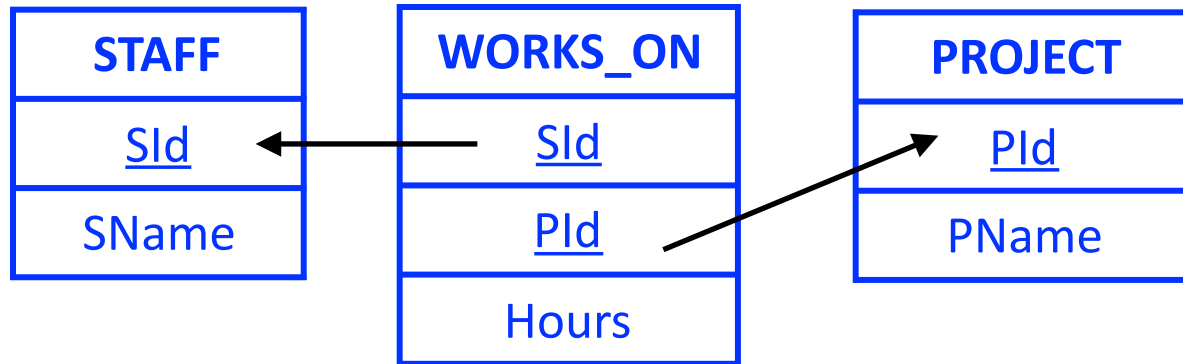 STAFF
SId
SName
WORKS_ON
SId
PId
Hours
PROJECT
PId
PName